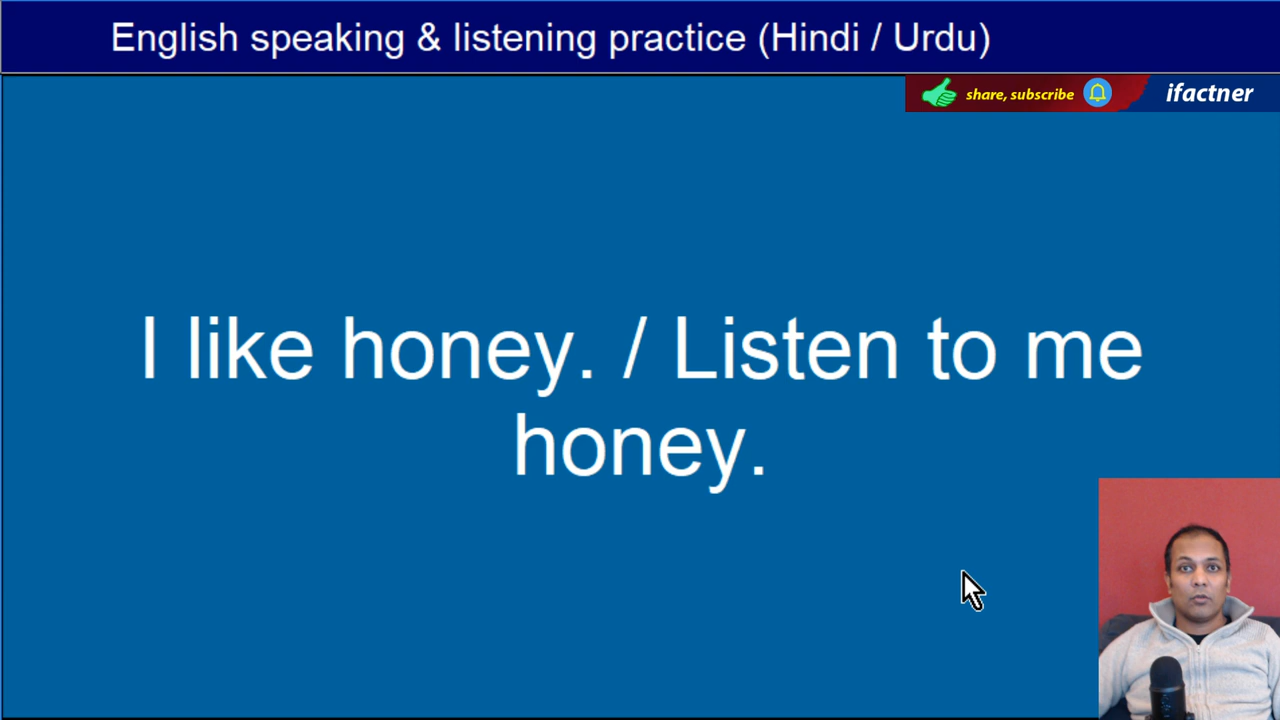 English speaking & listening practice (Hindi / Urdu)
share, subscribe
ifactner
I like honey. / Listen to me
honey.